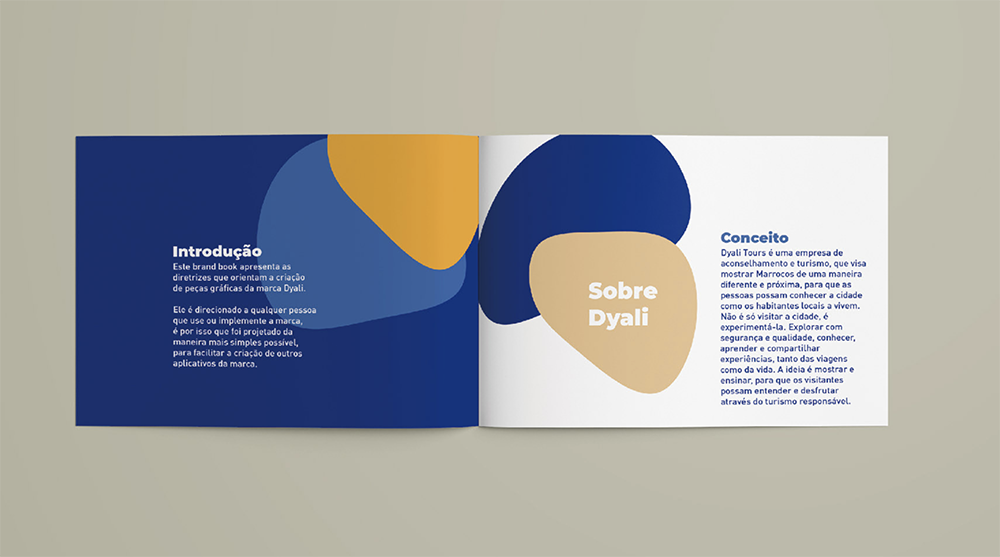 Introdução
Este brand book apresenta as
diretrizes que orientam a criação
de peças gráficas da marca Dyali.
Ele é direcionado a qualquer pessoa
que use ou implemente a marca,
é por isso que foi projetado da
maneira mais simples possível,
para facilitar a criação de outros
aplicativos da marca.
Sobre
Dyali
Conceito
Dyali Tours é uma empresa de
aconselhamento e turismo, que visa
mostrar Marrocos de uma maneira
diferente e próxima, para que as
pessoas possam conhecer a cidade
como os habitantes locais a vivem.
Não é só visitar a cidade, é
experimentá-la. Explorar com
segurança e qualidade, conhecer,
aprender e compartilhar
experiências, tanto das viagens
como da vida. A ideia é mostrar e
ensinar, para que os visitantes
possam entender e desfrutar
através do turismo responsável.